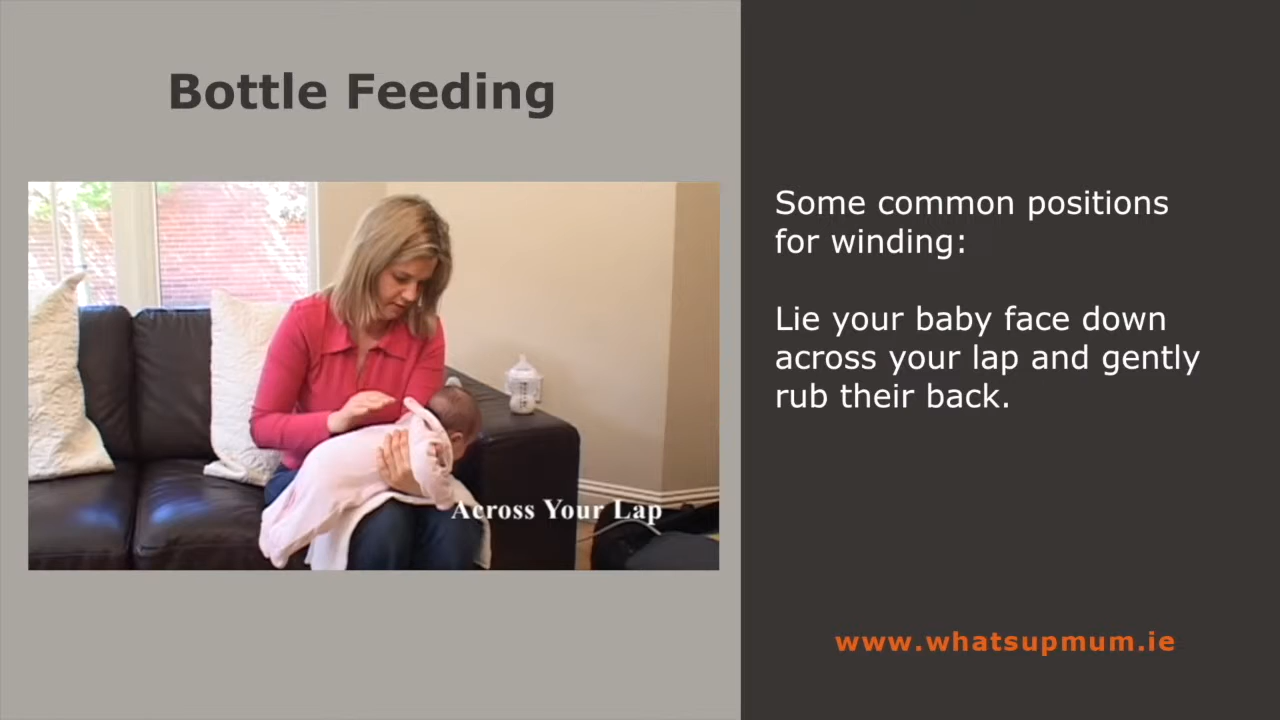 Bottle Feeding
Some common positions
for winding:
Lie your baby face down
across your lap and gently
rub their back.
Across Your Lap
www.whatsupmum.ie